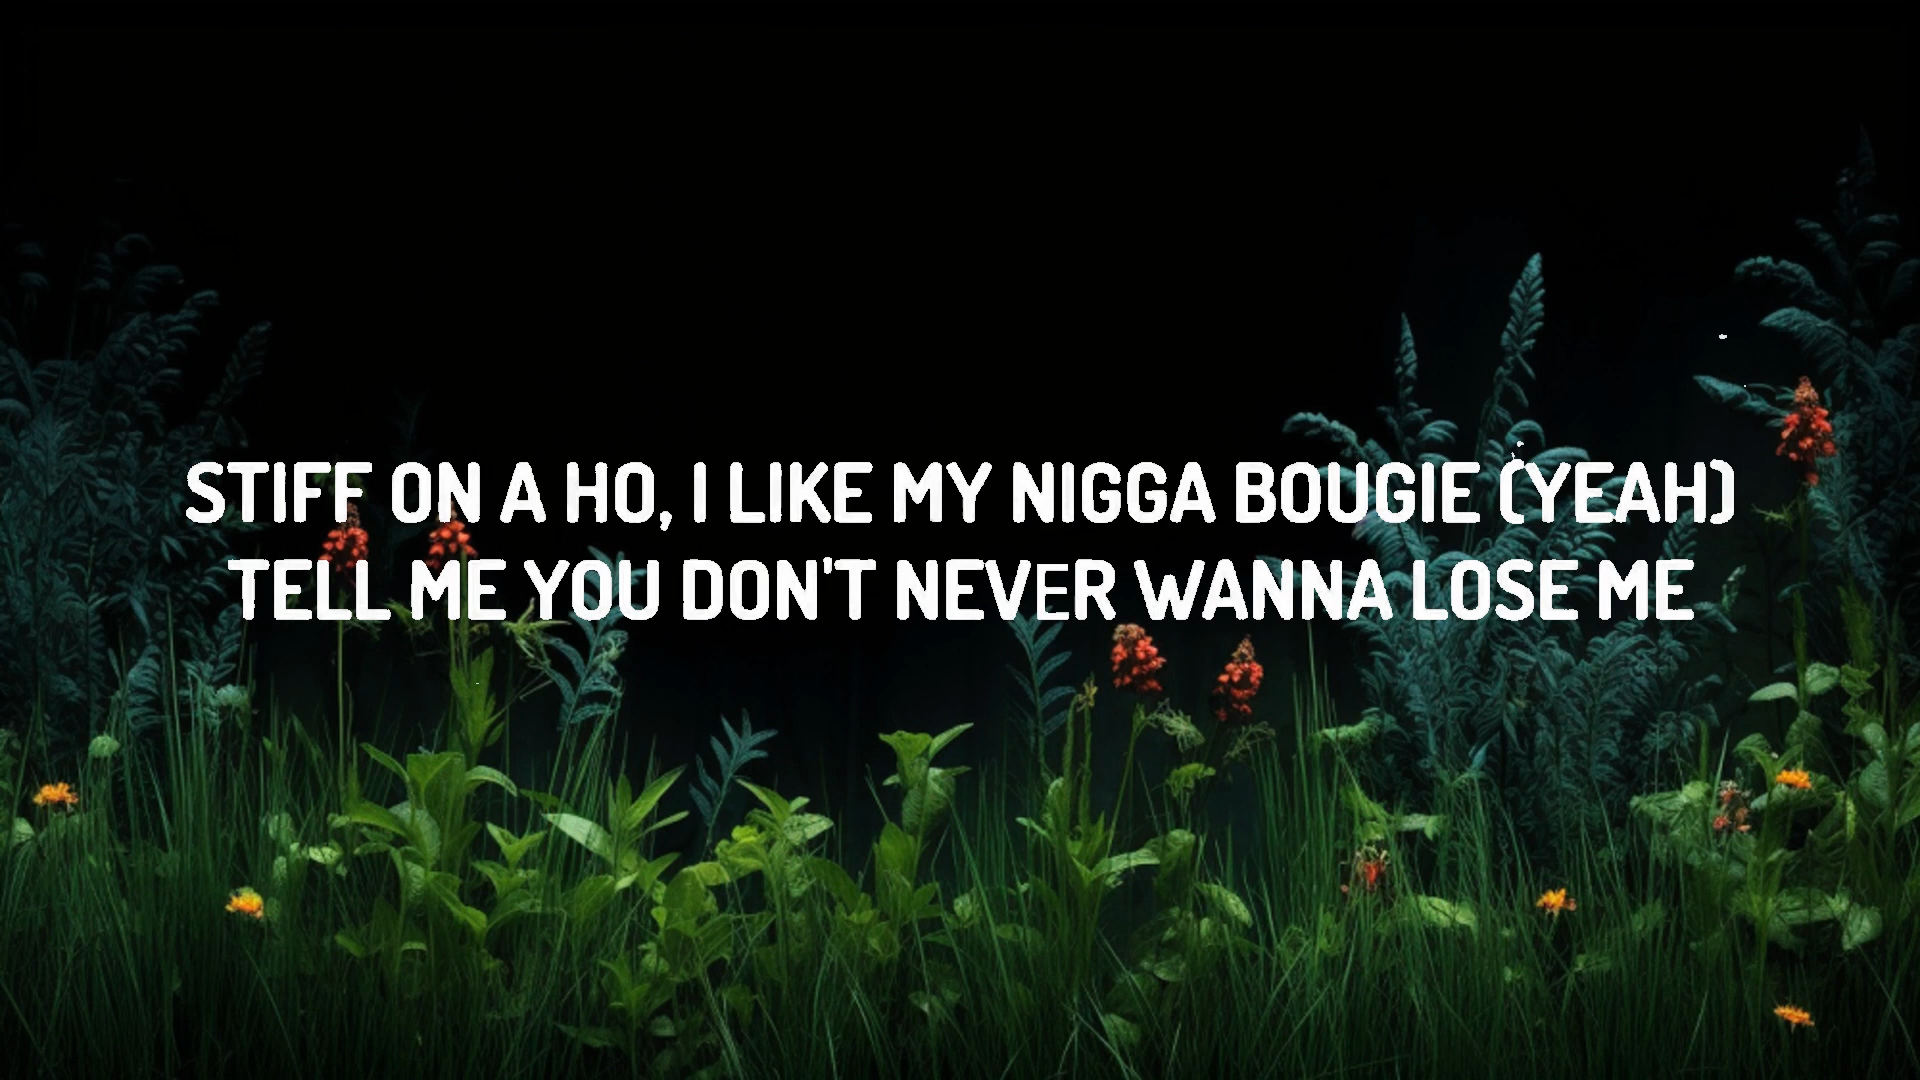 STIFF ON A HO, I LIKE MY NIGGA BOUGIE (YEAH)
TELL ME YOU DON'T NEVER WANNA LOSE ME